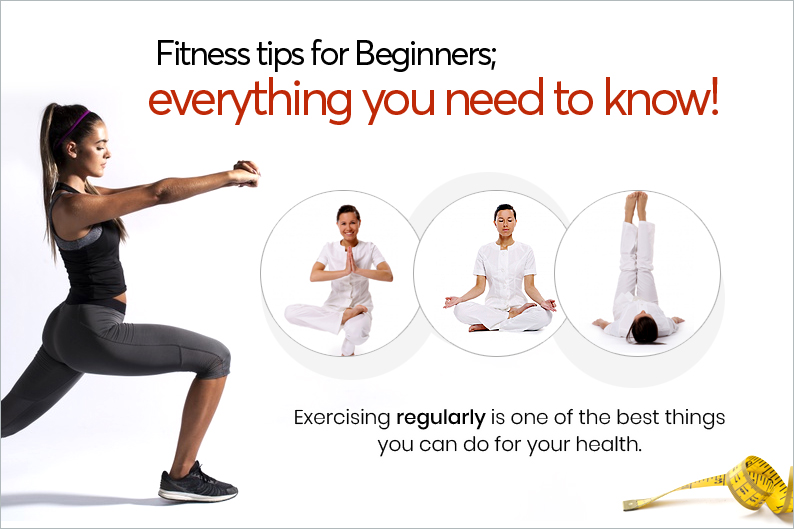 Fitness tips for Beginners;
everything you need to know!
Exercising regularly is one of the best things
you can do for your health.